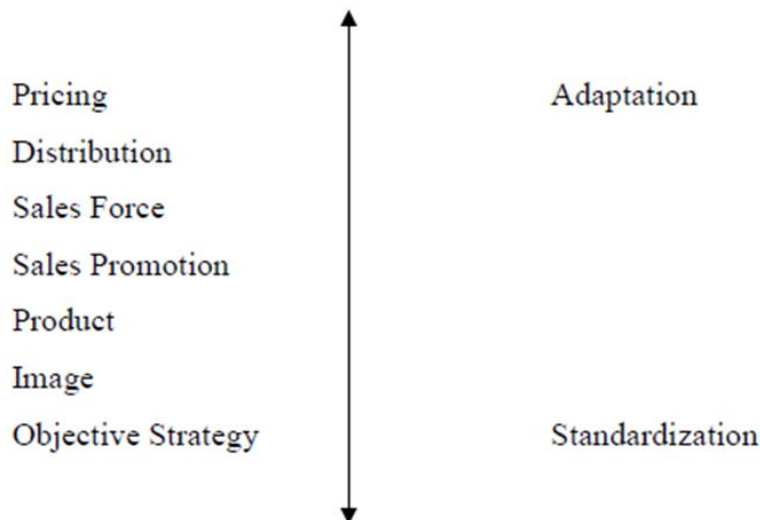 Pricing
Adaptation
Distribution
Sales Force
Sales Promotion
Product
Image
Objective Strategy
Standardization